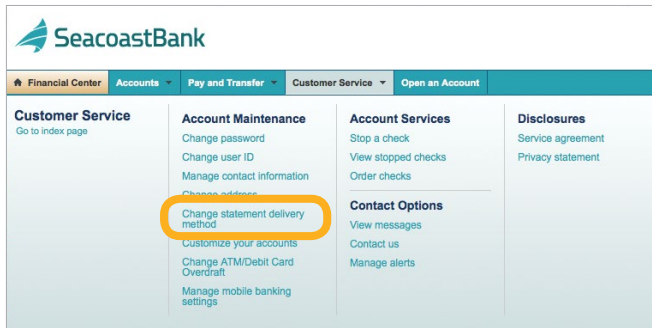 SeacoastBank
Financial Center Accounts Pay and Transfer Customer Service Open an Account
Customer Service
Go to index page
Account Maintenance
Change password
Change user ID
Manage contact information
Change address
Change statement delivery
method
Customize your accounts
Change ATM/Debit Card
Overdraft
Manage mobile banking
settings
Account Services
Stop a check
View stopped checks
Order checks
Contact Options
View messages
Contact us
Manage alerts
Disclosures
Service agreement
Privacy statement